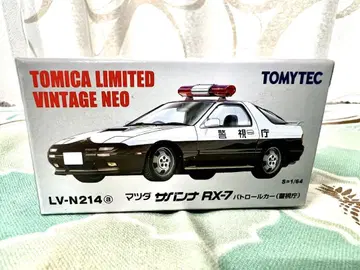 TOMICA LIMITED
VINTAGE NEO
TOMYTEC
警視庁
S=1/64
LV-N214ⓐ マツダ サバンナ RX-7 パトロールカー(警視庁)